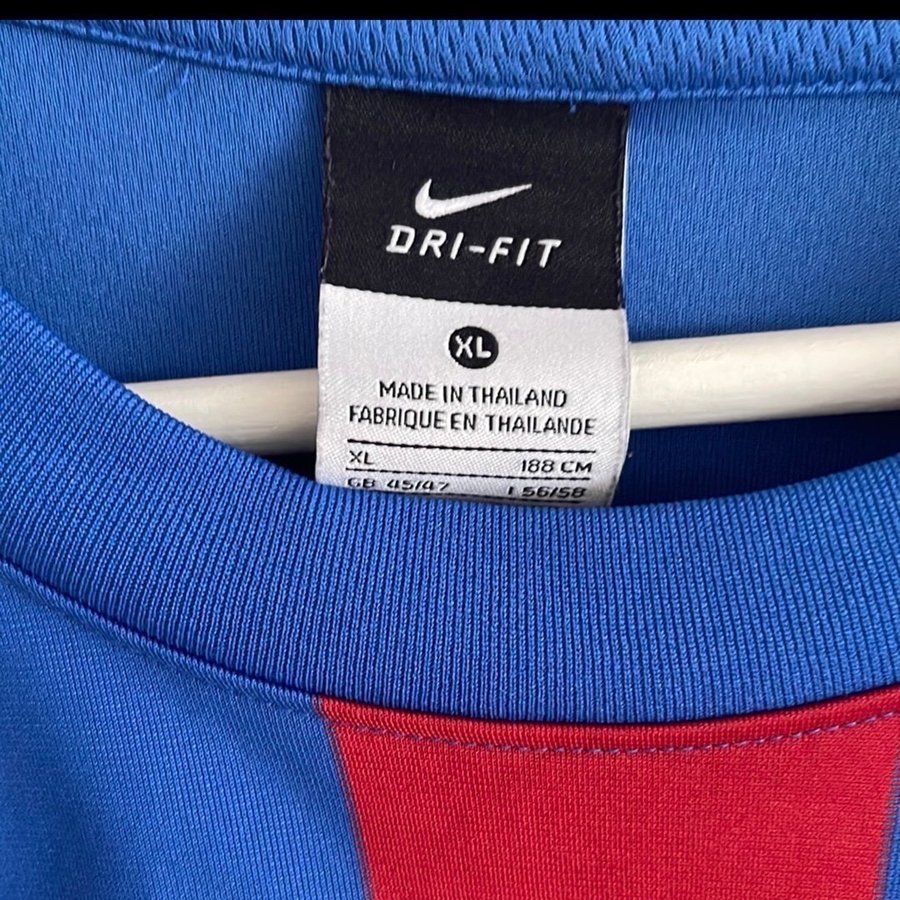 DRI-FIT
XL
MADE IN THAILAND
FABRIQUE EN THAILANDE
XL 188 CM
GB 45/47 I 56/58